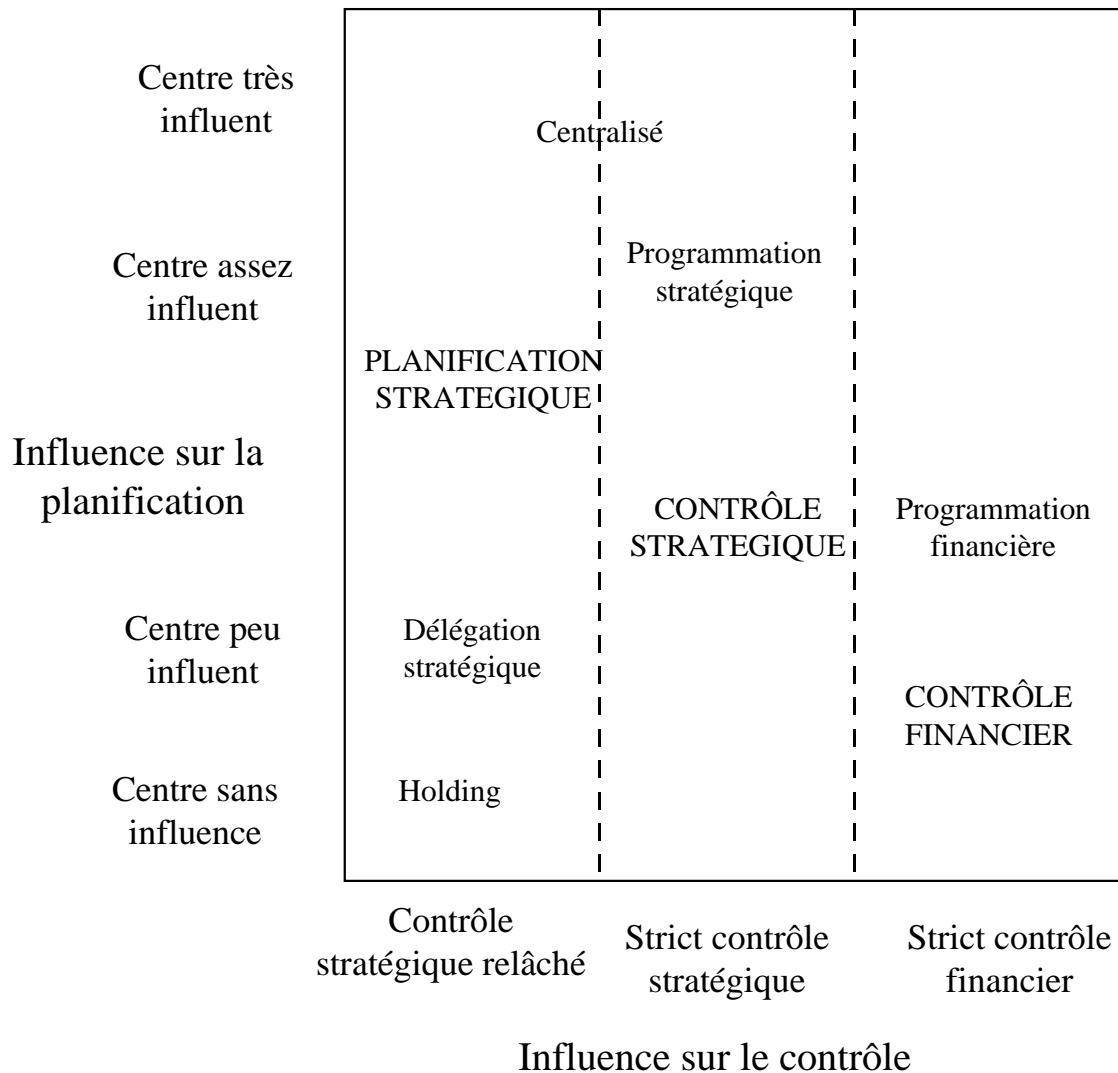 Centre très
influent
Centralisé
Centre assez
influent
Programmation
stratégique
PLANIFICATION
STRATEGIQUE
Influence sur la
planification
CONTRÔLE
STRATEGIQUE
Programmation
financière
Centre peu
influent
Délégation
stratégique
CONTRÔLE
FINANCIER
Centre sans
influence
Holding
Contrôle
stratégique relâché
Strict contrôle
stratégique
Strict contrôle
financier
Influence sur le contrôle